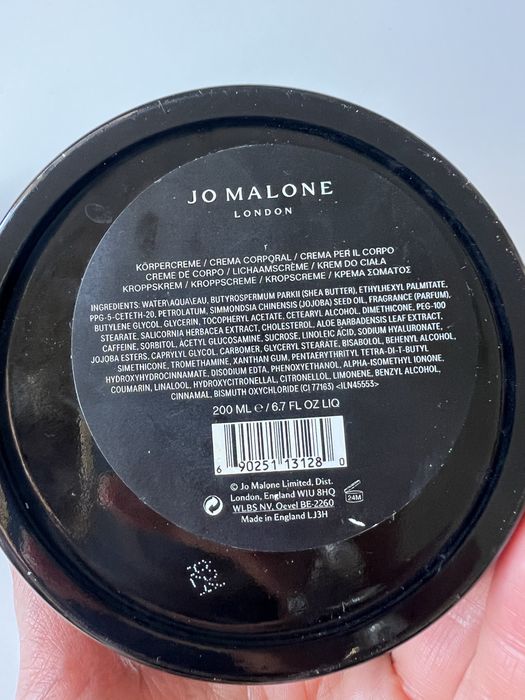 JO MALONE
LONDON
KÖRPERCREME / CREMA CORPORAL / CREMA PER IL CORPO
CREME DE CORPO / LICHAAMSCRÈME / KREM DO CIAŁA
KROPPSKREM / KROPPSCREME / KROPSCREME / ΚΡΕΜΑ ΣΩΜΑΤΟΣ
INGREDIENTS: WATER\AQUA\EAU, BUTYROSPERMUM PARKII (SHEA BUTTER), ETHYLHEXYL PALMITATE,
PPG-5-CETETH-20, PETROLATUM, SIMMONDSIA CHINENSIS (JOJOBA) SEED OIL, FRAGRANCE (PARFUM),
BUTYLENE GLYCOL, GLYCERIN, TOCOPHERYL ACETATE, CETEARYL ALCOHOL, DIMETHICONE, PEG-100
STEARATE, SALICORNIA HERBACEA EXTRACT, CHOLESTEROL, ALOE BARBADENSIS LEAF EXTRACT,
CAFFEINE, SORBITOL, ACETYL GLUCOSAMINE, SUCROSE, LINOLEIC ACID, SODIUM HYALURONATE,
JOJOBA ESTERS, CAPRYLYL GLYCOL, CARBOMER, GLYCERYL STEARATE, BISABOLOL, BEHENYL ALCOHOL,
SIMETHICONE, TROMETHAMINE, XANTHAN GUM, PENTAERYTHRITYL TETRA-DI-T-BUTYL
HYDROXYHYDROCINNAMATE, DISODIUM EDTA, PHENOXYETHANOL, ALPHA-ISOMETHYL IONONE,
COUMARIN, LINALOOL, HYDROXYCITRONELLAL, CITRONELLOL, LIMONENE, BENZYL ALCOHOL,
CINNAMAL, BISMUTH OXYCHLORIDE (CI 77163) <ILN45553>
200 ML ℮ / 6.7 FL OZ LIQ
6 90251 13128 0
© Jo Malone Limited, Dist.
London, England W1U 8HQ
WLBS NV, Oevel BE-2260
Made in England LJ3H
24M